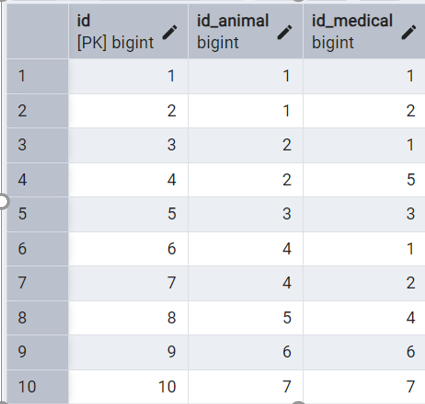 id id_animal id_medical
[PK] bigint bigint bigint
1 1 1 1
2 2 1 2
3 3 2 1
4 4 2 5
5 5 3 3
6 6 4 1
7 7 4 2
8 8 5 4
9 9 6 6
10 10 7 7